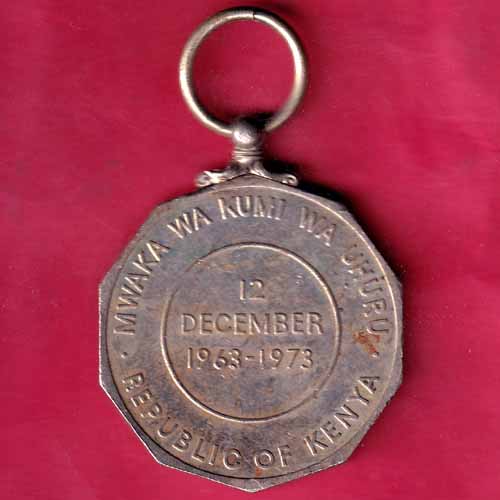 MWAKA WA KUMI WA UHURU
12
DECEMBER
1963-1973
REPUBLIC OF KENYA